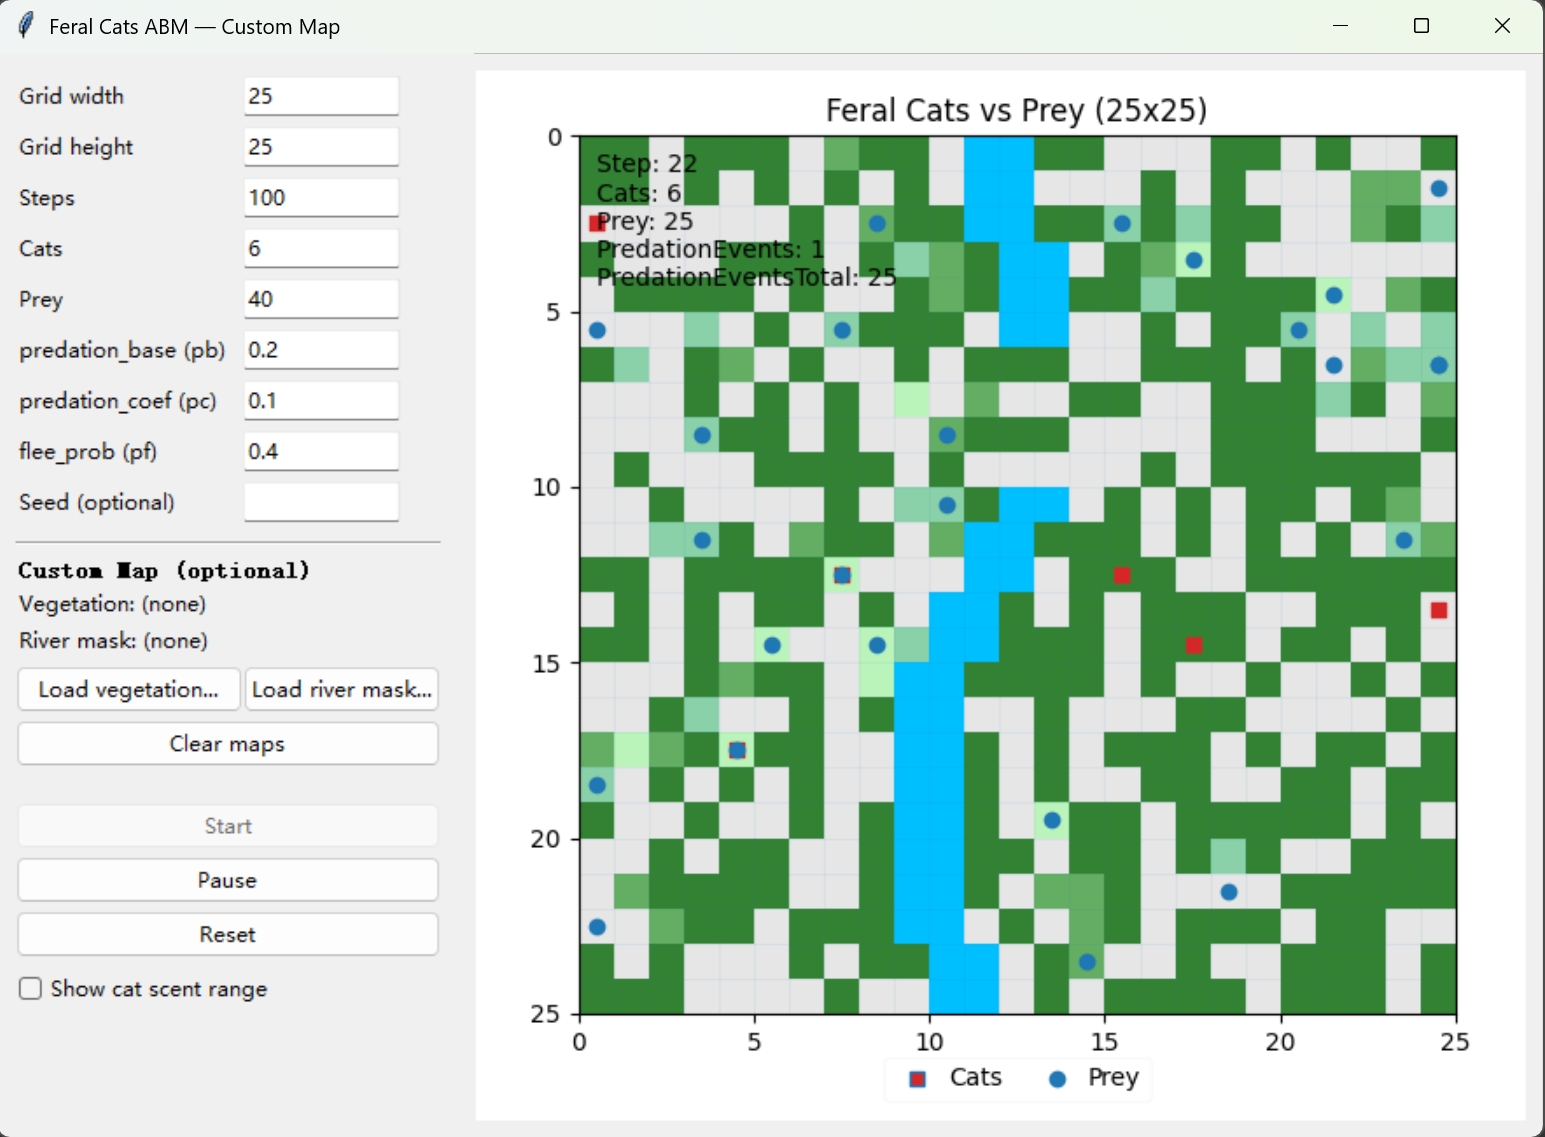 Feral Cats ABM — Custom Map
Grid width 25
Grid height 25
Steps 100
Cats 6
Prey 40
predation_base (pb) 0.2
predation_coef (pc) 0.1
flee_prob (pf) 0.4
Seed (optional)
Custom Map (optional)
Vegetation: (none)
River mask: (none)
Load vegetation... Load river mask...
Clear maps
Start
Pause
Reset
Show cat scent range
Feral Cats vs Prey (25x25)
Step: 22
Cats: 6
Prey: 25
PredationEvents: 1
PredationEventsTotal: 25
0
5
10
15
20
25
0 5 10 15 20 25
Cats Prey